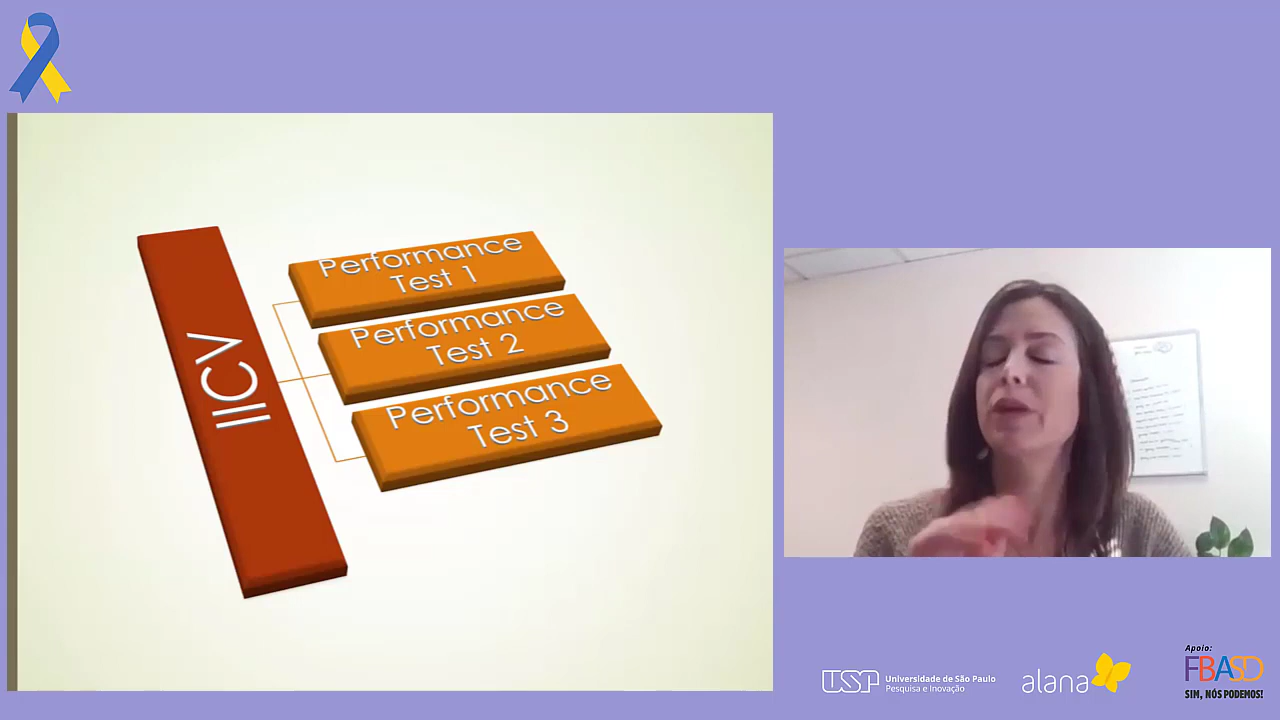 IICV
Performance
Test 1
Performance
Test 2
Performance
Test 3
USP
Universidade de São Paulo
Pesquisa e Inovação
alana
Apoio:
FBASD
SIM, NÓS PODEMOS!